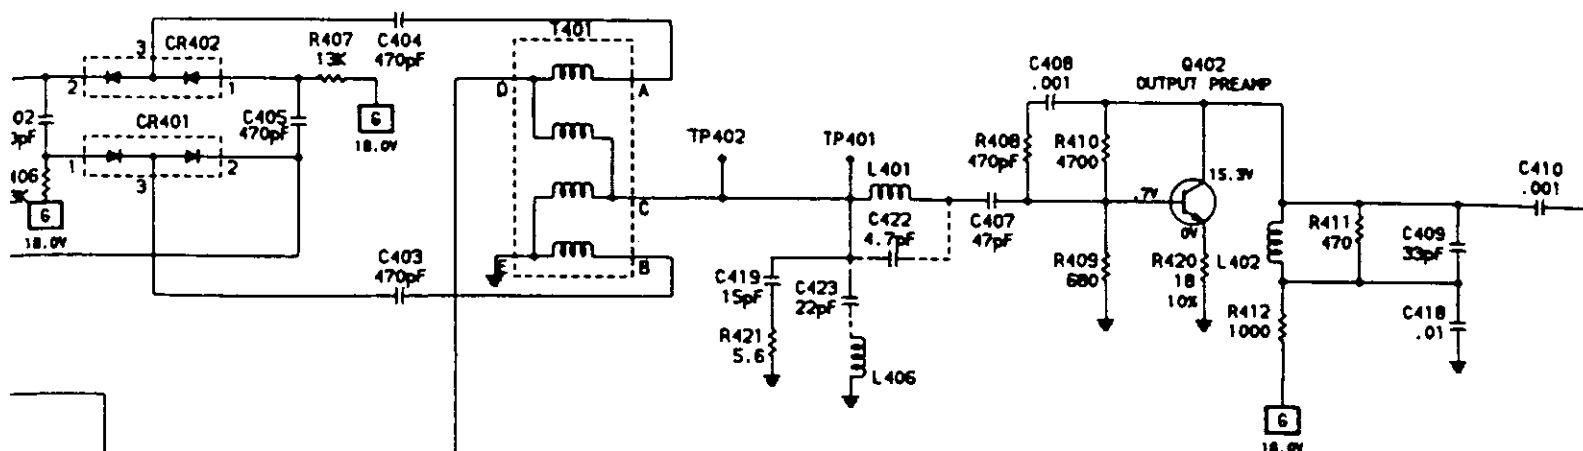 3
CR402
2
1
R407
13K
C404
470pF
G
18.0V
C405
470pF
CR401
1
2
3
G
18.0V
C403
470pF
T401
D
A
C
E
B
TP402
TP401
L401
C422
4.7pF
C419
15pF
R421
5.6
C423
22pF
L406
C407
47pF
C408
.001
R408
470pF
R410
4700
R409
680
Q402
OUTPUT PREAMP
15.3V
.7V
0V
R420
18
10%
L402
R411
470
C409
33pF
R412
1000
C418
.01
G
18.0V
C410
.001